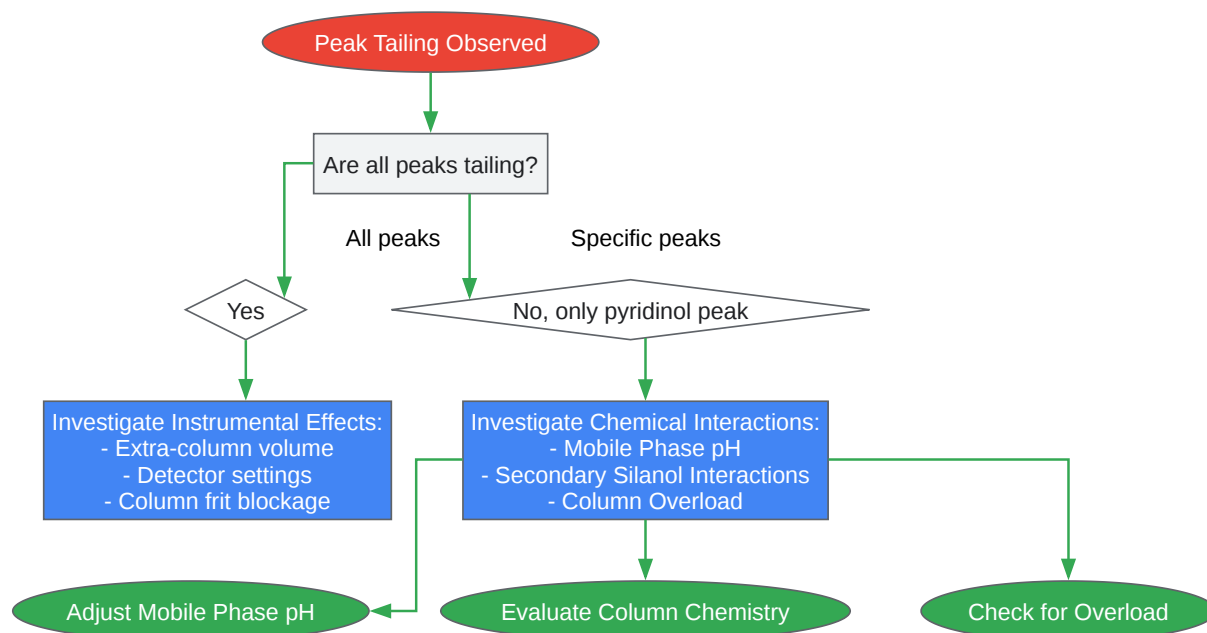 Peak Tailing Observed
Are all peaks tailing?
All peaks
Specific peaks
Yes
No, only pyridinol peak
Investigate Instrumental Effects:
- Extra-column volume
- Detector settings
- Column frit blockage
Investigate Chemical Interactions:
- Mobile Phase pH
- Secondary Silanol Interactions
- Column Overload
Adjust Mobile Phase pH
Evaluate Column Chemistry
Check for Overload